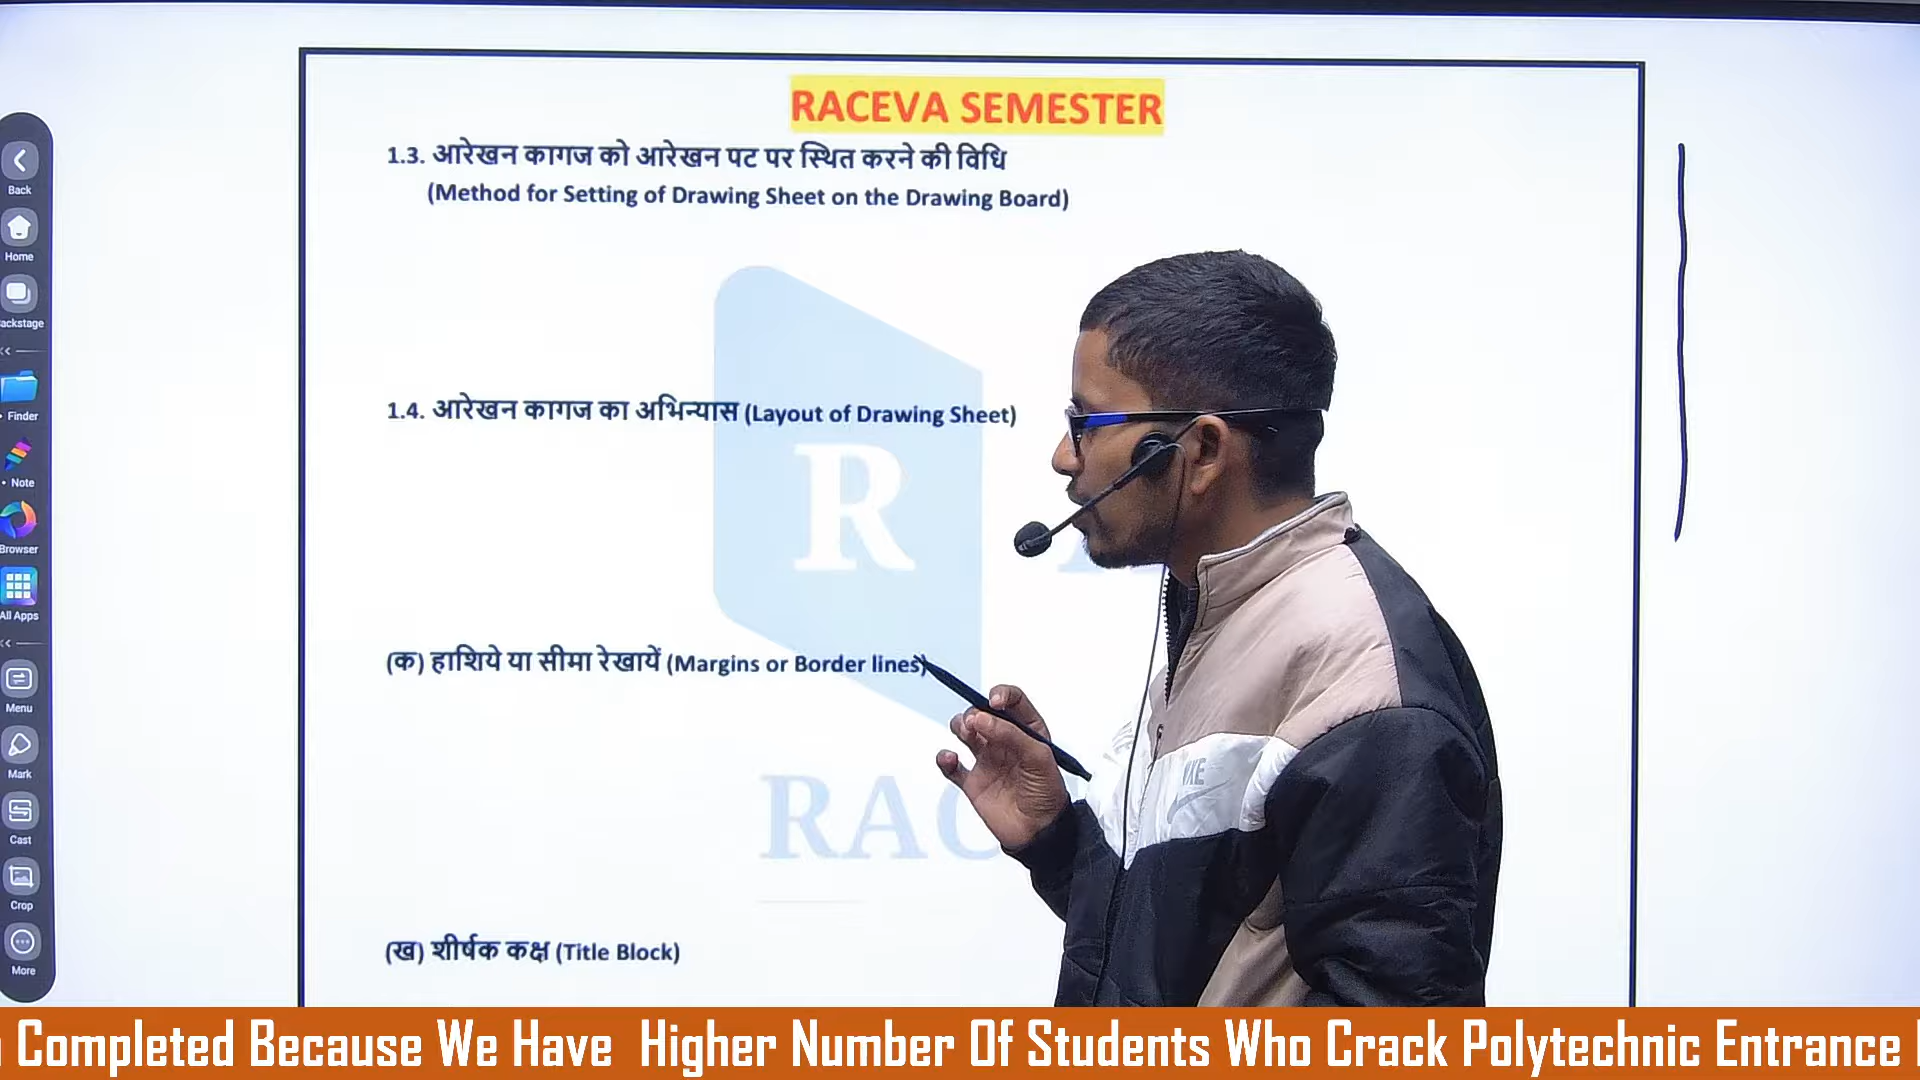 RACEVA SEMESTER
1.3. आरेखन कागज को आरेखन पट पर स्थित करने की विधि
(Method for Setting of Drawing Sheet on the Drawing Board)
1.4. आरेखन कागज का अभिन्यास (Layout of Drawing Sheet)
R
(क) हाशिये या सीमा रेखायें (Margins or Border lines)
RAC
(ख) शीर्षक कक्ष (Title Block)
Back
Home
ackstage
Finder
Note
Browser
All Apps
Menu
Mark
Cast
Crop
More
Completed Because We Have Higher Number Of Students Who Crack Polytechnic Entrance